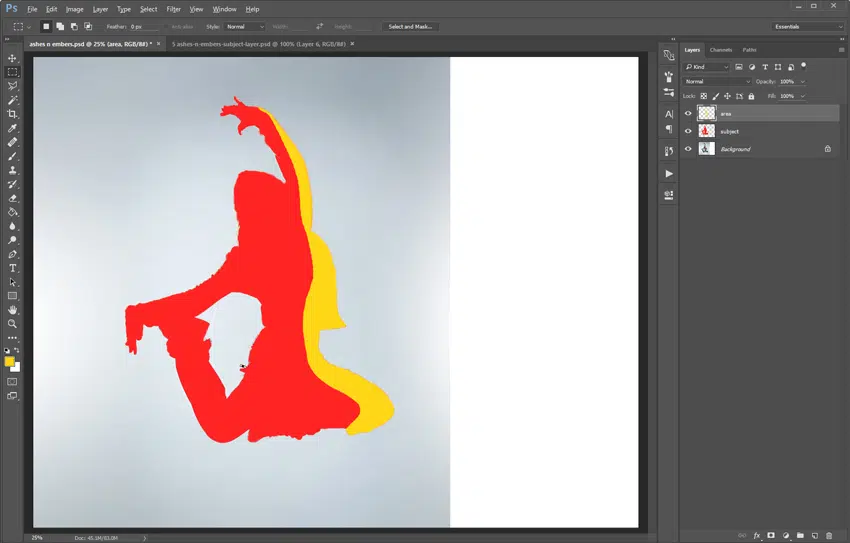 Ps File Edit Image Layer Type Select Filter View Window Help
Feather: 0 px Anti-alias Style: Normal Width: Height: Select and Mask... Essentials
ashes n embers.psd @ 25% (area, RGB/8#) * × 5 ashes-n-embers-subject-layer.psd @ 100% (Layer 6, RGB/8#) ×
Layers Channels Paths
Kind
Normal Opacity: 100%
Lock: Fill: 100%
area
subject
Background
25% Doc: 45.1M/83.0M